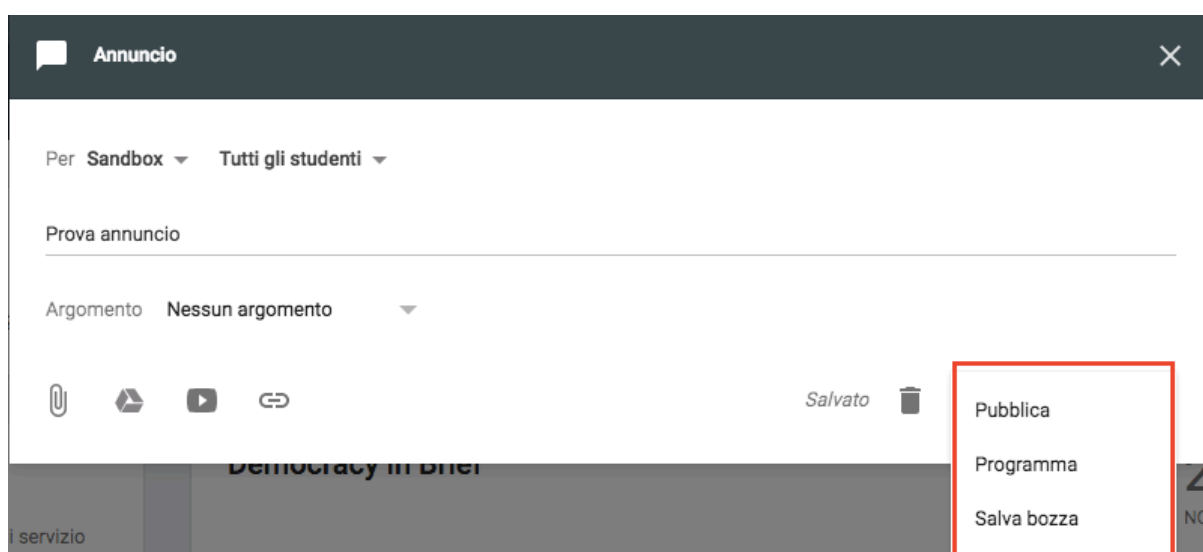 Annuncio
Per Sandbox Tutti gli studenti
Prova annuncio
Argomento Nessun argomento
Salvato
Pubblica
Programma
Salva bozza
Democracy in Brief
i servizio